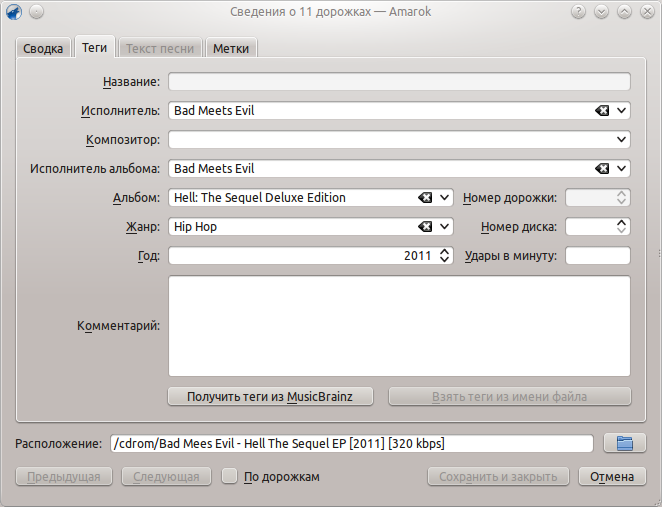 Сведения о 11 дорожках — Amarok
Сводка Теги Текст песни Метки
Название:
Исполнитель: Bad Meets Evil
Композитор:
Исполнитель альбома: Bad Meets Evil
Альбом: Hell: The Sequel Deluxe Edition Номер дорожки:
Жанр: Hip Hop Номер диска:
Год: 2011 Удары в минуту:
Комментарий:
Получить теги из MusicBrainz Взять теги из имени файла
Расположение: /cdrom/Bad Mees Evil - Hell The Sequel EP [2011] [320 kbps]
Предыдущая Следующая По дорожкам Сохранить и закрыть Отмена